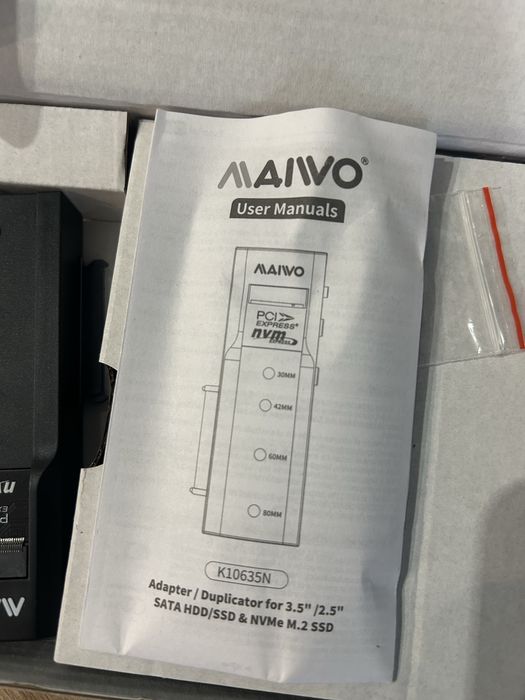 MAIWO®
User Manuals
MAIWO
PCI
EXPRESS®
nvm
EXPRESS
30MM
42MM
60MM
80MM
K10635N
Adapter / Duplicator for 3.5" /2.5"
SATA HDD/SSD & NVMe M.2 SSD